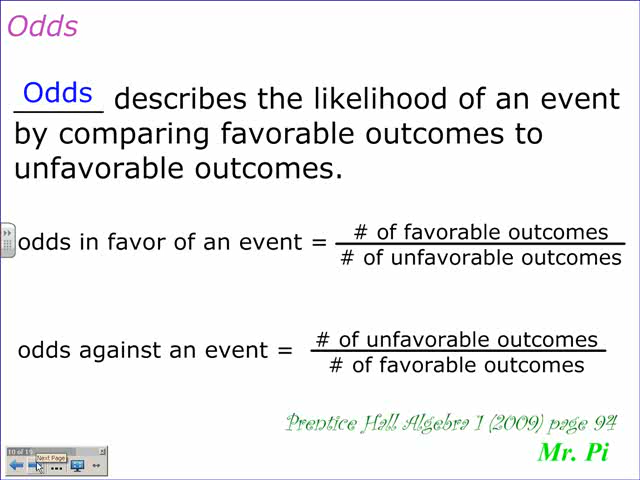 Odds
Odds describes the likelihood of an event
by comparing favorable outcomes to
unfavorable outcomes.
odds in favor of an event = # of favorable outcomes
# of unfavorable outcomes
odds against an event = # of unfavorable outcomes
# of favorable outcomes
Prentice Hall Algebra 1 (2009) page 94
Mr. Pi
10 of 19
Next Page